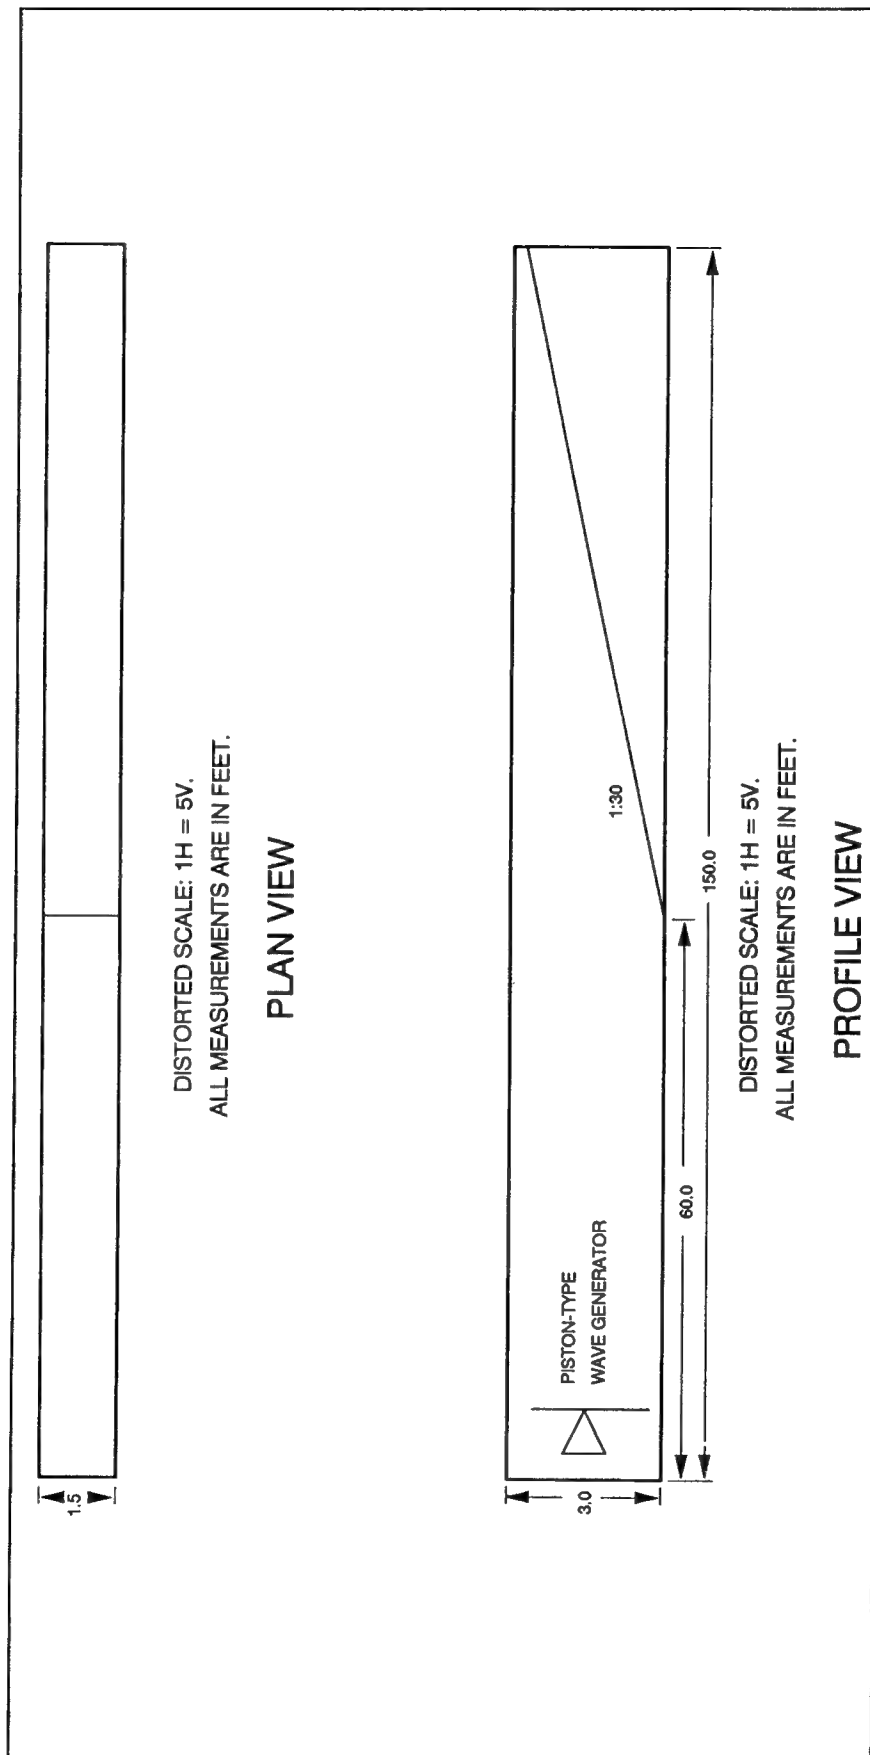 1.5
DISTORTED SCALE: 1H = 5V.
ALL MEASUREMENTS ARE IN FEET.
PLAN VIEW
PISTON-TYPE
WAVE GENERATOR
1:30
3.0
60.0
150.0
DISTORTED SCALE: 1H = 5V.
ALL MEASUREMENTS ARE IN FEET.
PROFILE VIEW